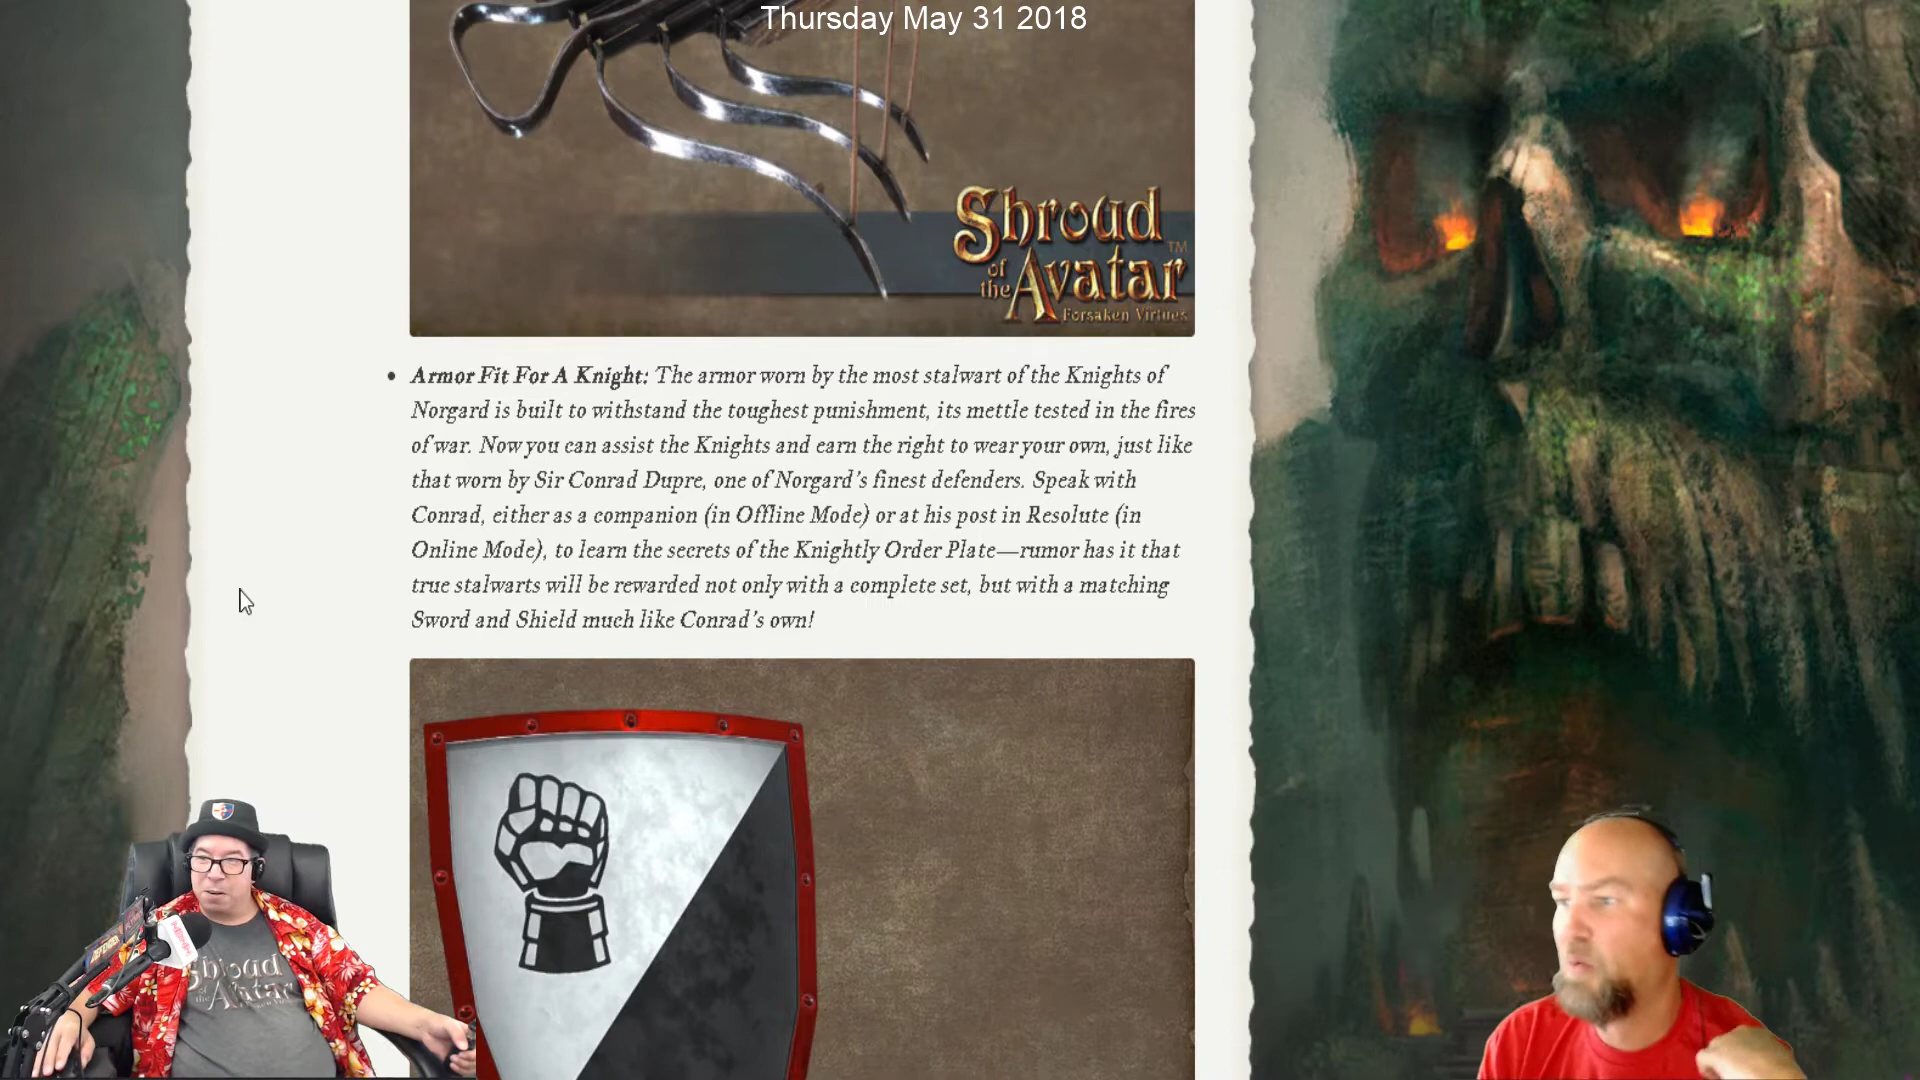 Thursday May 31 2018
Shroud
of
the Avatar™
Forsaken Virtues
• Armor Fit For A Knight: The armor worn by the most stalwart of the Knights of
Norgard is built to withstand the toughest punishment, its mettle tested in the fires
of war. Now you can assist the Knights and earn the right to wear your own, just like
that worn by Sir Conrad Dupre, one of Norgard's finest defenders. Speak with
Conrad, either as a companion (in Offline Mode) or at his post in Resolute (in
Online Mode), to learn the secrets of the Knightly Order Plate—rumor has it that
true stalwarts will be rewarded not only with a complete set, but with a matching
Sword and Shield much like Conrad's own!
Shroud
of
the Avatar